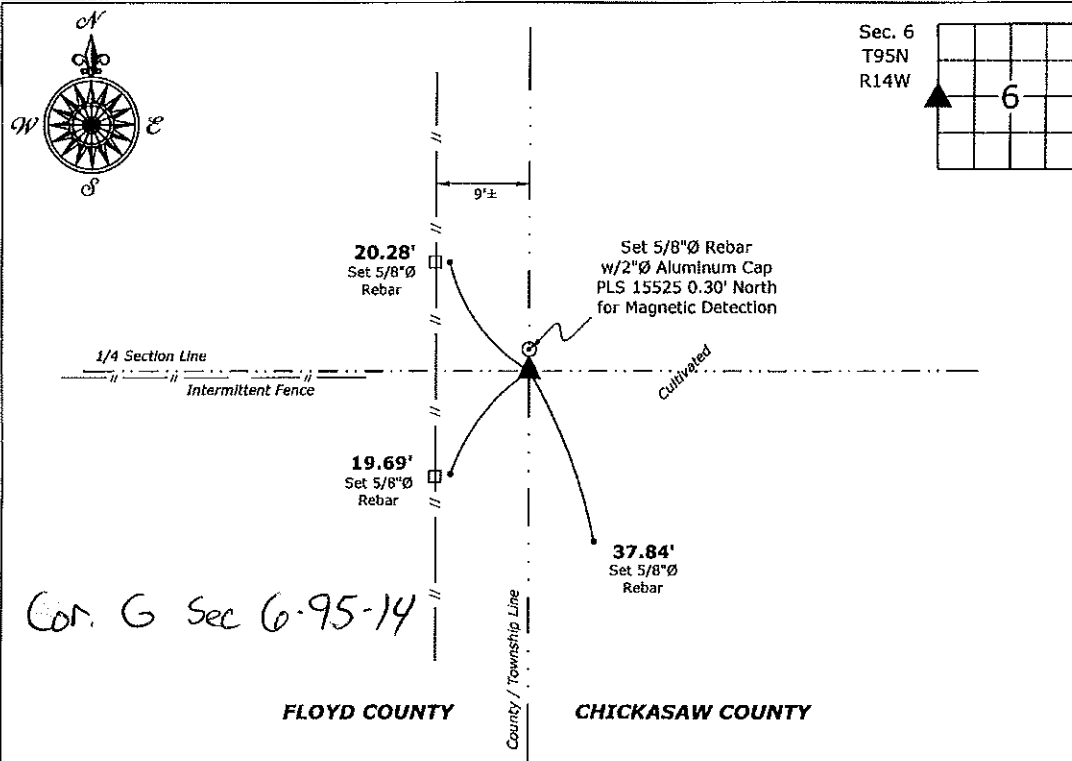 N
W
E
S
Sec. 6
T95N
R14W
6
9'±
20.28'
Set 5/8"Ø
Rebar
Set 5/8"Ø Rebar
w/2"Ø Aluminum Cap
PLS 15525 0.30' North
for Magnetic Detection
1/4 Section Line
Intermittent Fence
Cultivated
19.69'
Set 5/8"Ø
Rebar
37.84'
Set 5/8"Ø
Rebar
Cor. G Sec 6-95-14
County / Township Line
FLOYD COUNTY
CHICKASAW COUNTY